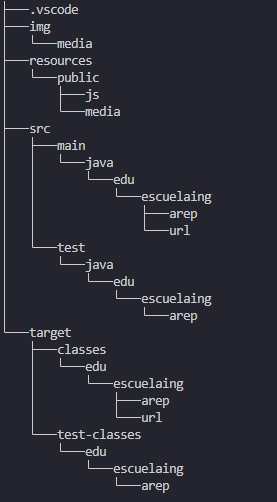 .vscode
img
media
resources
public
js
media
src
main
java
edu
escuelaing
arep
url
test
java
edu
escuelaing
arep
target
classes
edu
escuelaing
arep
url
test-classes
edu
escuelaing
arep